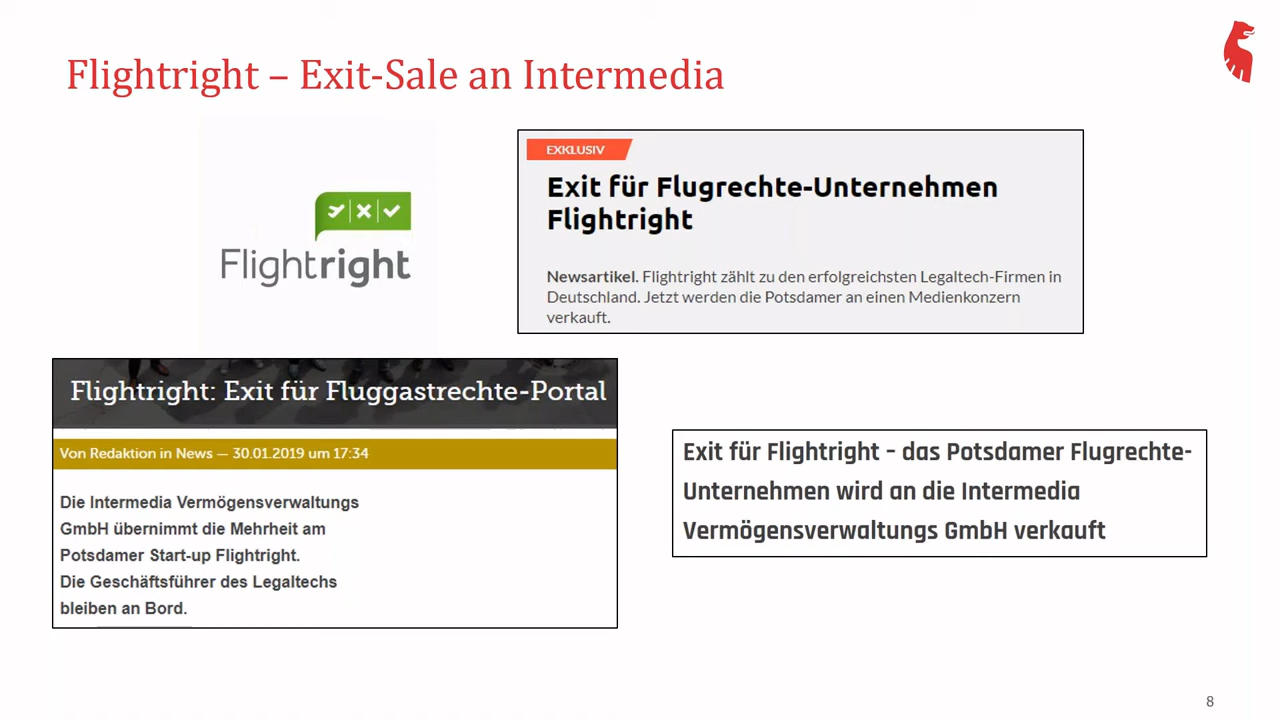 Flightright – Exit-Sale an Intermedia
Flightright
EXKLUSIV
Exit für Flugrechte-Unternehmen
Flightright
Newsartikel. Flightright zählt zu den erfolgreichsten Legaltech-Firmen in
Deutschland. Jetzt werden die Potsdamer an einen Medienkonzern
verkauft.
Flightright: Exit für Fluggastrechte-Portal
Von Redaktion in News — 30.01.2019 um 17:34
Die Intermedia Vermögensverwaltungs
GmbH übernimmt die Mehrheit am
Potsdamer Start-up Flightright.
Die Geschäftsführer des Legaltechs
bleiben an Bord.
Exit für Flightright – das Potsdamer Flugrechte-
Unternehmen wird an die Intermedia
Vermögensverwaltungs GmbH verkauft
8